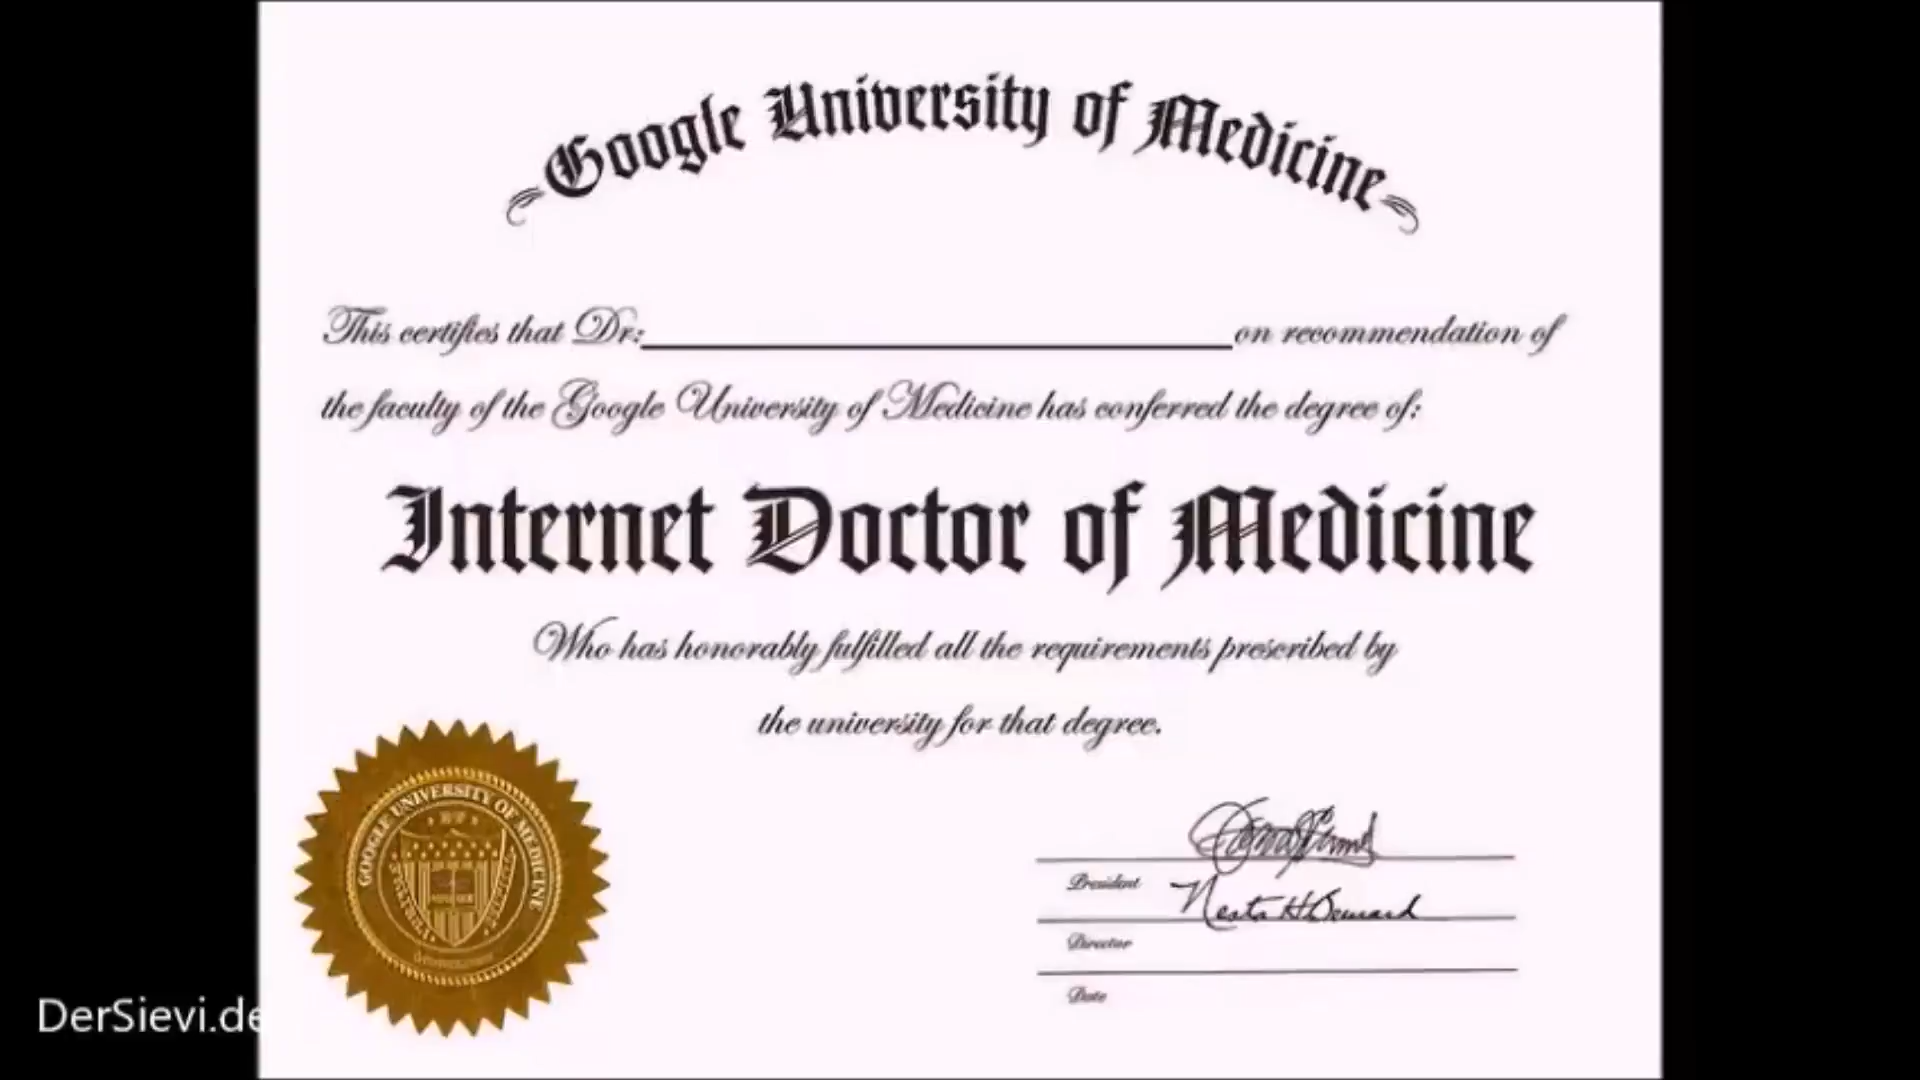 Google University of Medicine
This certifies that Dr: on recommendation of
the faculty of the Google University of Medicine has conferred the degree of:
Internet Doctor of Medicine
Who has honorably fulfilled all the requirements prescribed by
the university for that degree.
GOOGLE UNIVERSITY OF MEDICINE
President
Director
Date
DerSievi.de